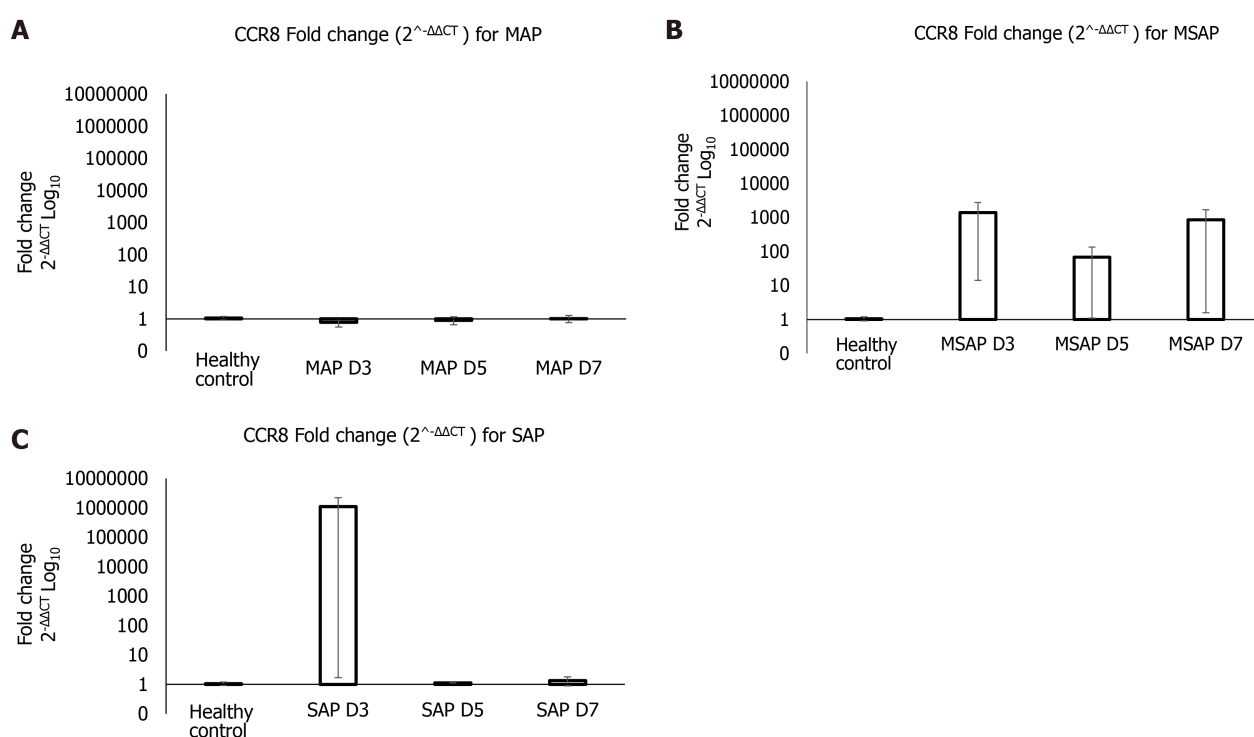 A
CCR8 Fold change (2^-ΔΔCT ) for MAP
Fold change
2-ΔΔCT Log10
10000000
1000000
100000
10000
1000
100
10
1
0
Healthy
control
MAP D3
MAP D5
MAP D7
B
CCR8 Fold change (2^-ΔΔCT ) for MSAP
Fold change
2-ΔΔCT Log10
10000000
1000000
100000
10000
1000
100
10
1
0
Healthy
control
MSAP D3
MSAP D5
MSAP D7
C
CCR8 Fold change (2^-ΔΔCT ) for SAP
Fold change
2-ΔΔCT Log10
10000000
1000000
100000
10000
1000
100
10
1
0
Healthy
control
SAP D3
SAP D5
SAP D7